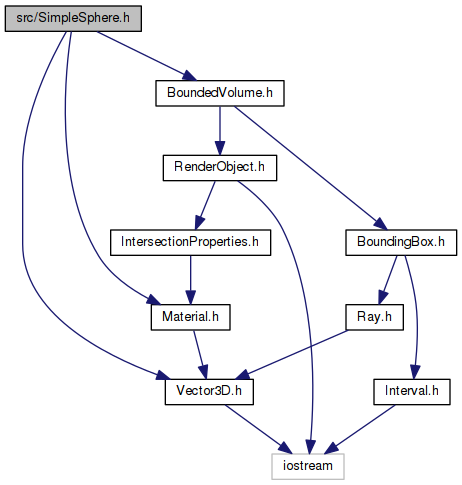 src/SimpleSphere.h
BoundedVolume.h
RenderObject.h
IntersectionProperties.h
BoundingBox.h
Material.h
Ray.h
Vector3D.h
Interval.h
iostream